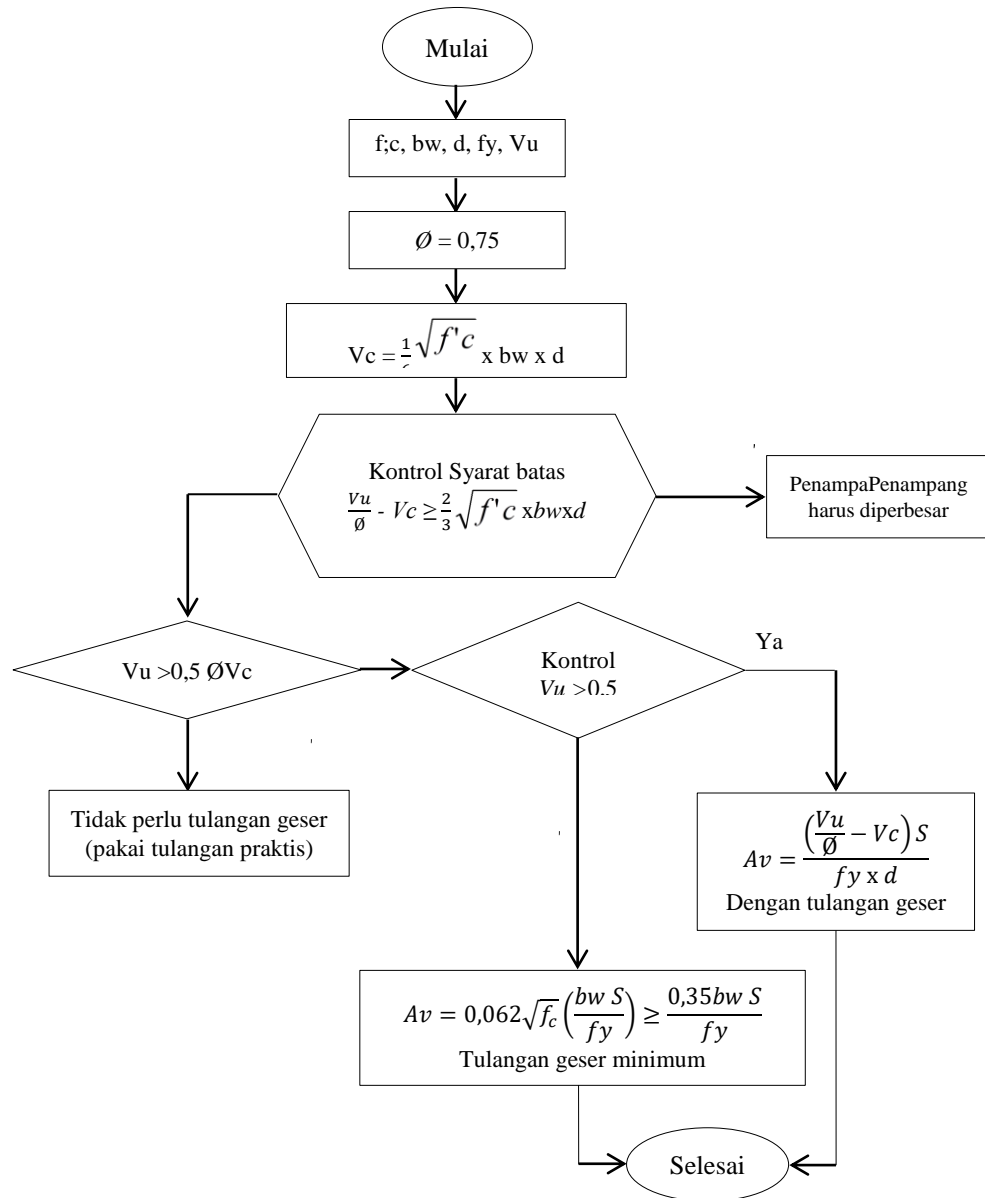 Mulai
f;c, bw, d, fy, Vu
Ø = 0,75
Vc = 1/ √f'c x bw x d
Kontrol Syarat batas
Vu/Ø - Vc ≥ 2/3 √f'c xbwxd
PenampaPenampang
harus diperbesar
Vu >0,5 ØVc
Kontrol
Vu >0.5
Ya
Tidak perlu tulangan geser
(pakai tulangan praktis)
Av = (Vu/Ø − Vc) S / fy x d
Dengan tulangan geser
Av = 0,062√fc (bw S / fy) ≥ 0,35bw S / fy
Tulangan geser minimum
Selesai